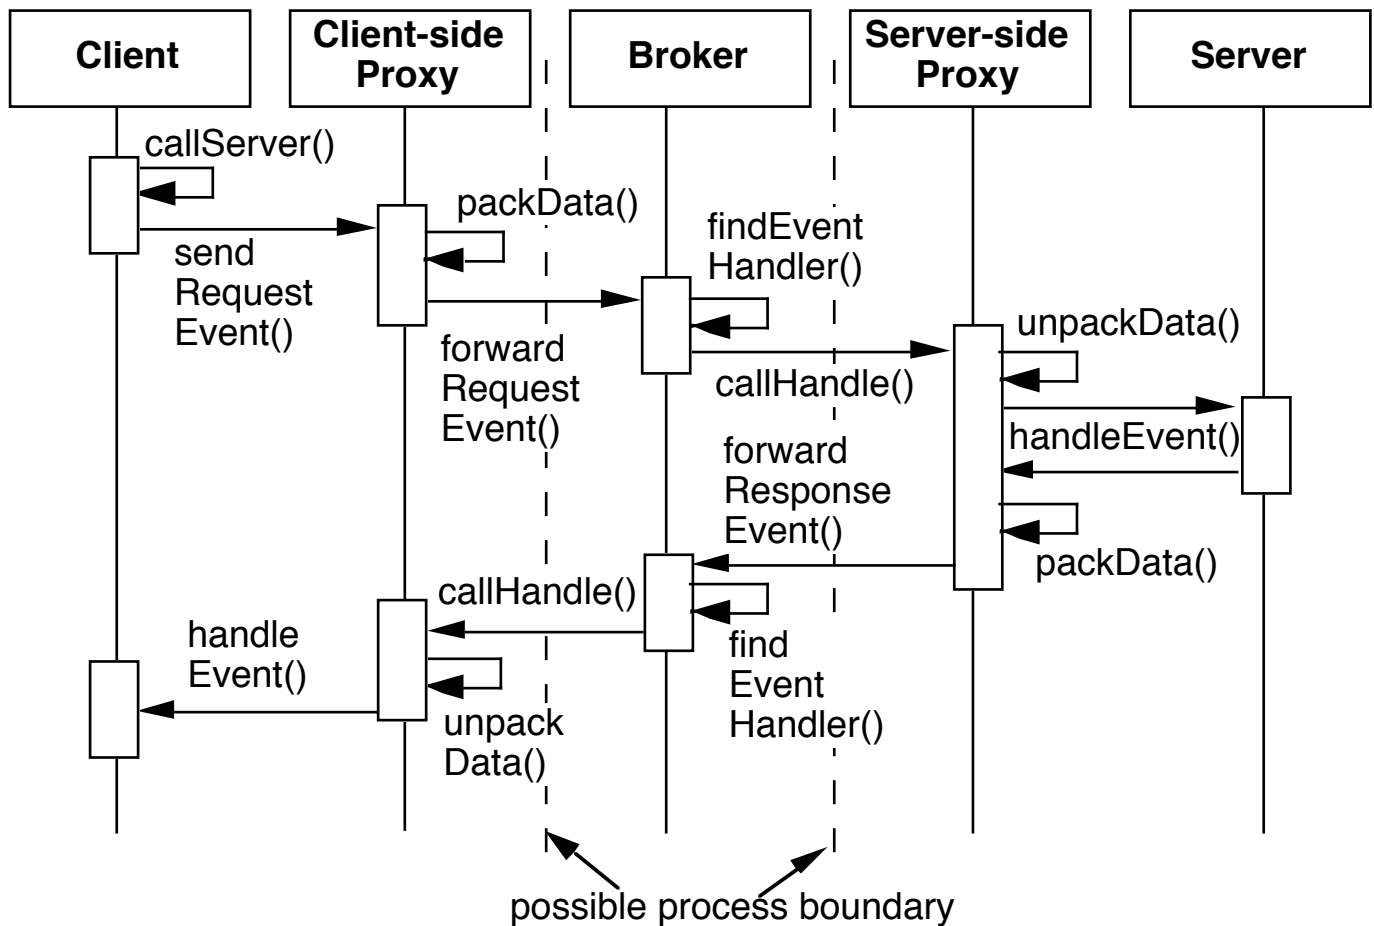 Client
Client-side
Proxy
Broker
Server-side
Proxy
Server
callServer()
packData()
findEvent
Handler()
send
Request
Event()
unpackData()
forward
Request
Event()
callHandle()
handleEvent()
forward
Response
Event()
packData()
callHandle()
handle
Event()
find
Event
Handler()
unpack
Data()
possible process boundary